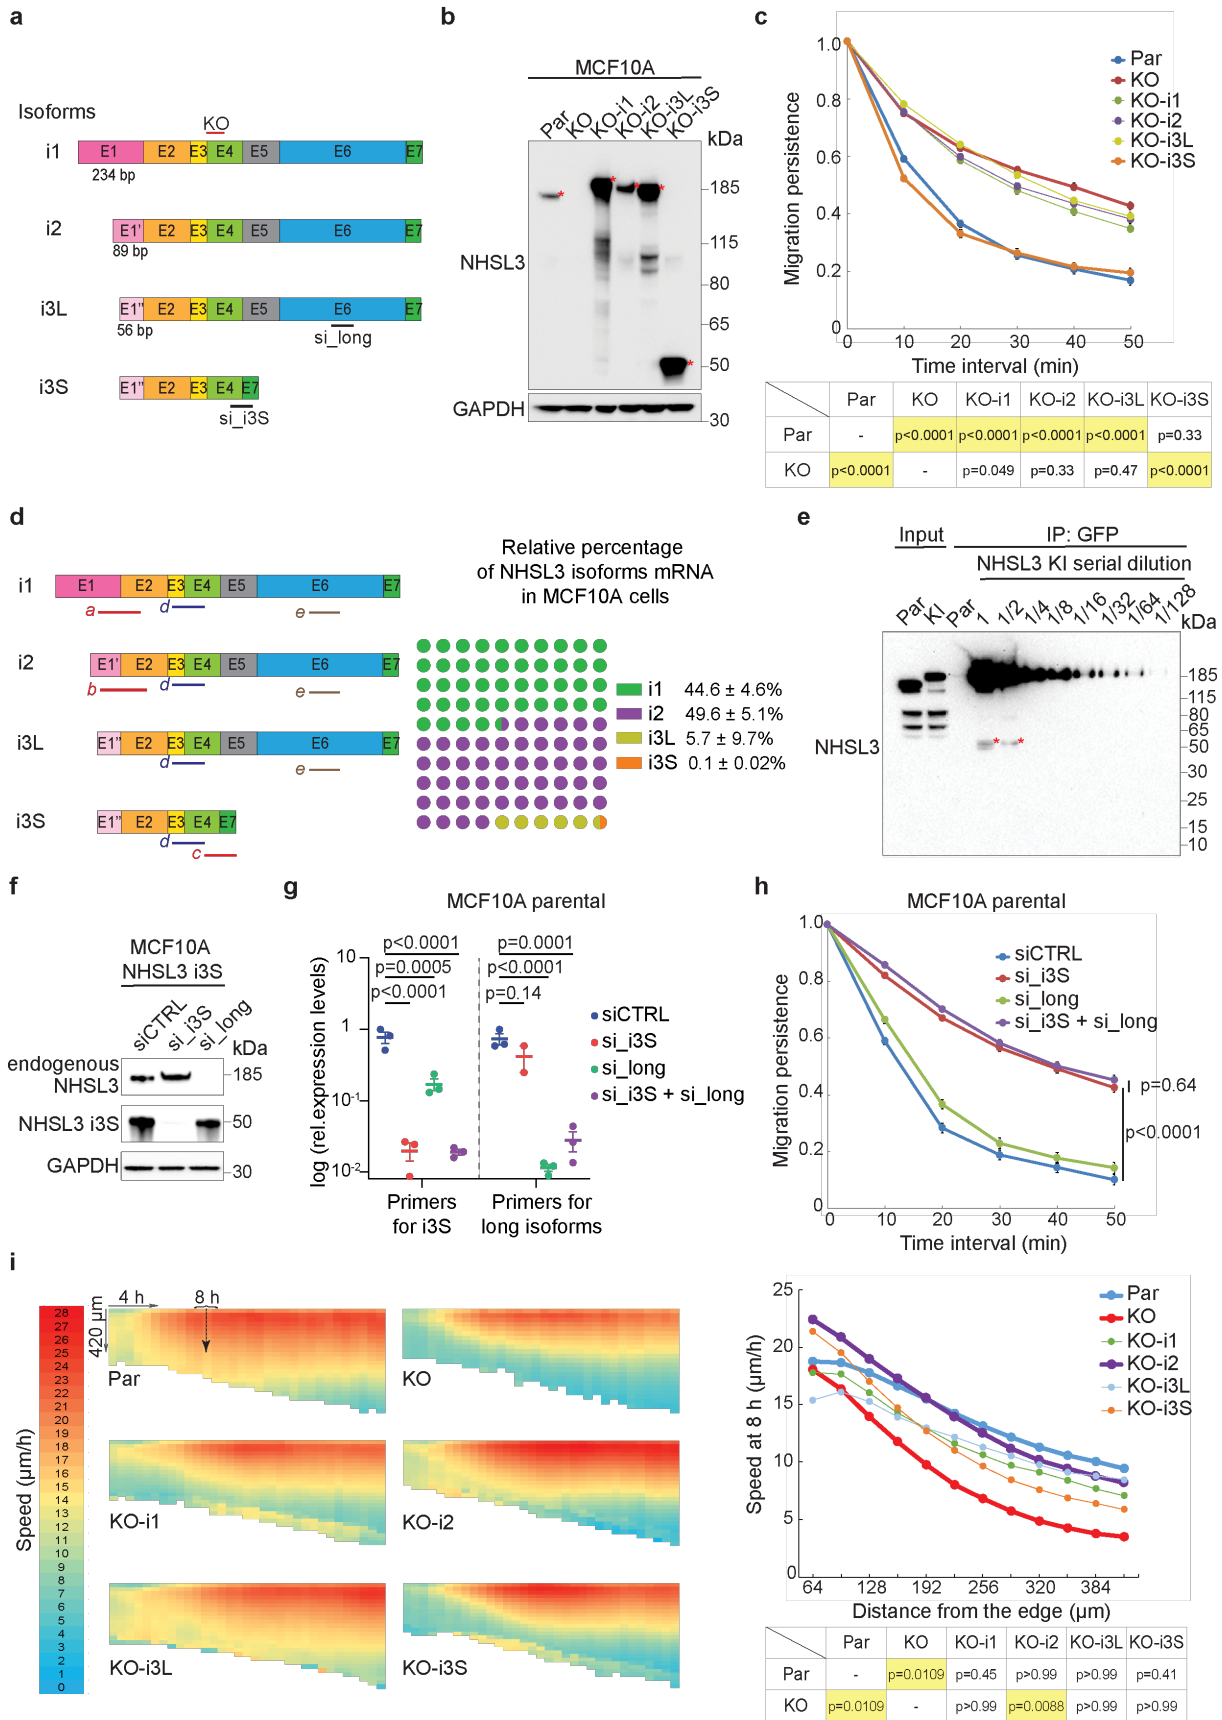 a
Isoforms
KO
i1
E1 E2 E3 E4 E5 E6 E7
234 bp
i2
E1' E2 E3 E4 E5 E6 E7
89 bp
i3L
E1'' E2 E3 E4 E5 E6 E7
56 bp
si_long
i3S
E1'' E2 E3 E4 E7
si_i3S
b
MCF10A
Par KO KO-i1 KO-i2 KO-i3L KO-i3S
kDa
185
115
NHSL3
80
65
50
GAPDH
30
c
Migration persistence
1.0
0.8
0.6
0.4
0.2
0 10 20 30 40 50
Time interval (min)
Par
KO
KO-i1
KO-i2
KO-i3L
KO-i3S
Par KO KO-i1 KO-i2 KO-i3L KO-i3S
Par - p<0.0001 p<0.0001 p<0.0001 p<0.0001 p=0.33
KO p<0.0001 - p=0.049 p=0.33 p=0.47 p<0.0001
d
i1
E1 E2 E3 E4 E5 E6 E7
a d e
i2
E1' E2 E3 E4 E5 E6 E7
b d e
i3L
E1'' E2 E3 E4 E5 E6 E7
d e
i3S
E1'' E2 E3 E4 E7
d
c
Relative percentage
of NHSL3 isoforms mRNA
in MCF10A cells
i1 44.6 ± 4.6%
i2 49.6 ± 5.1%
i3L 5.7 ± 9.7%
i3S 0.1 ± 0.02%
e
Input IP: GFP
NHSL3 KI serial dilution
Par KI Par 1 1/2 1/4 1/8 1/16 1/32 1/64 1/128
kDa
185
115
80
65
NHSL3
50
30
25
15
10
* *
f
MCF10A
NHSL3 i3S
siCTRL si_i3S si_long
kDa
endogenous
NHSL3
185
NHSL3 i3S
50
GAPDH
30
g
MCF10A parental
log (rel.expression levels)
10
1
10-1
10-2
p<0.0001
p=0.0005
p<0.0001
p=0.0001
p<0.0001
p=0.14
siCTRL
si_i3S
si_long
si_i3S + si_long
Primers
for i3S
Primers for
long isoforms
h
MCF10A parental
Migration persistence
1.0
0.8
0.6
0.4
0.2
0
0 10 20 30 40 50
Time interval (min)
siCTRL
si_i3S
si_long
si_i3S + si_long
p=0.64
p<0.0001
i
Speed (µm/h)
28
27
26
25
24
23
22
21
20
19
18
17
16
15
14
13
12
11
10
9
8
7
6
5
4
3
2
1
0
4 h
8 h
420 µm
Par
KO
KO-i1
KO-i2
KO-i3L
KO-i3S
Speed at 8 h (µm/h)
25
20
15
10
5
0
64 128 192 256 320 384
Distance from the edge (µm)
Par
KO
KO-i1
KO-i2
KO-i3L
KO-i3S
Par KO KO-i1 KO-i2 KO-i3L KO-i3S
Par - p=0.0109 p=0.45 p>0.99 p>0.99 p=0.41
KO p=0.0109 - p>0.99 p=0.0088 p>0.99 p>0.99